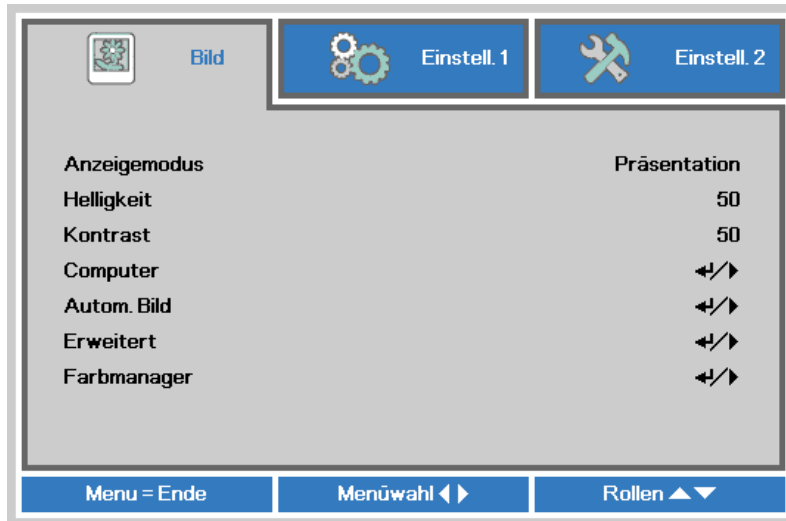 Bild Einstell. 1 Einstell. 2
Anzeigemodus Präsentation
Helligkeit 50
Kontrast 50
Computer
Autom. Bild
Erweitert
Farbmanager
Menu = Ende Menüwahl Rollen